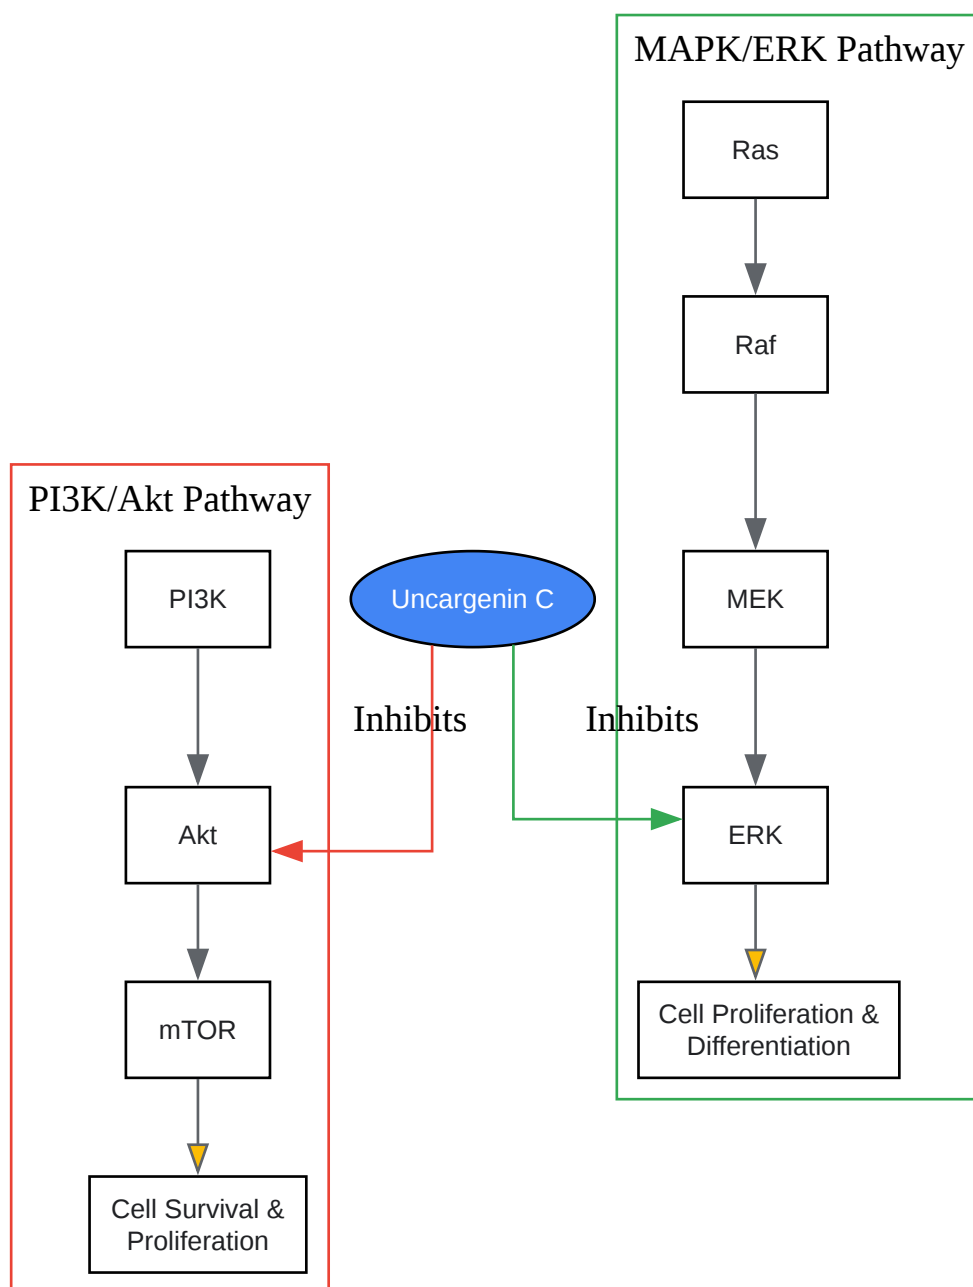 MAPK/ERK Pathway
Ras
Raf
PI3K/Akt Pathway
PI3K
Uncargenin C
MEK
Inhibits
Inhibits
Akt
ERK
mTOR
Cell Proliferation &
Differentiation
Cell Survival &
Proliferation